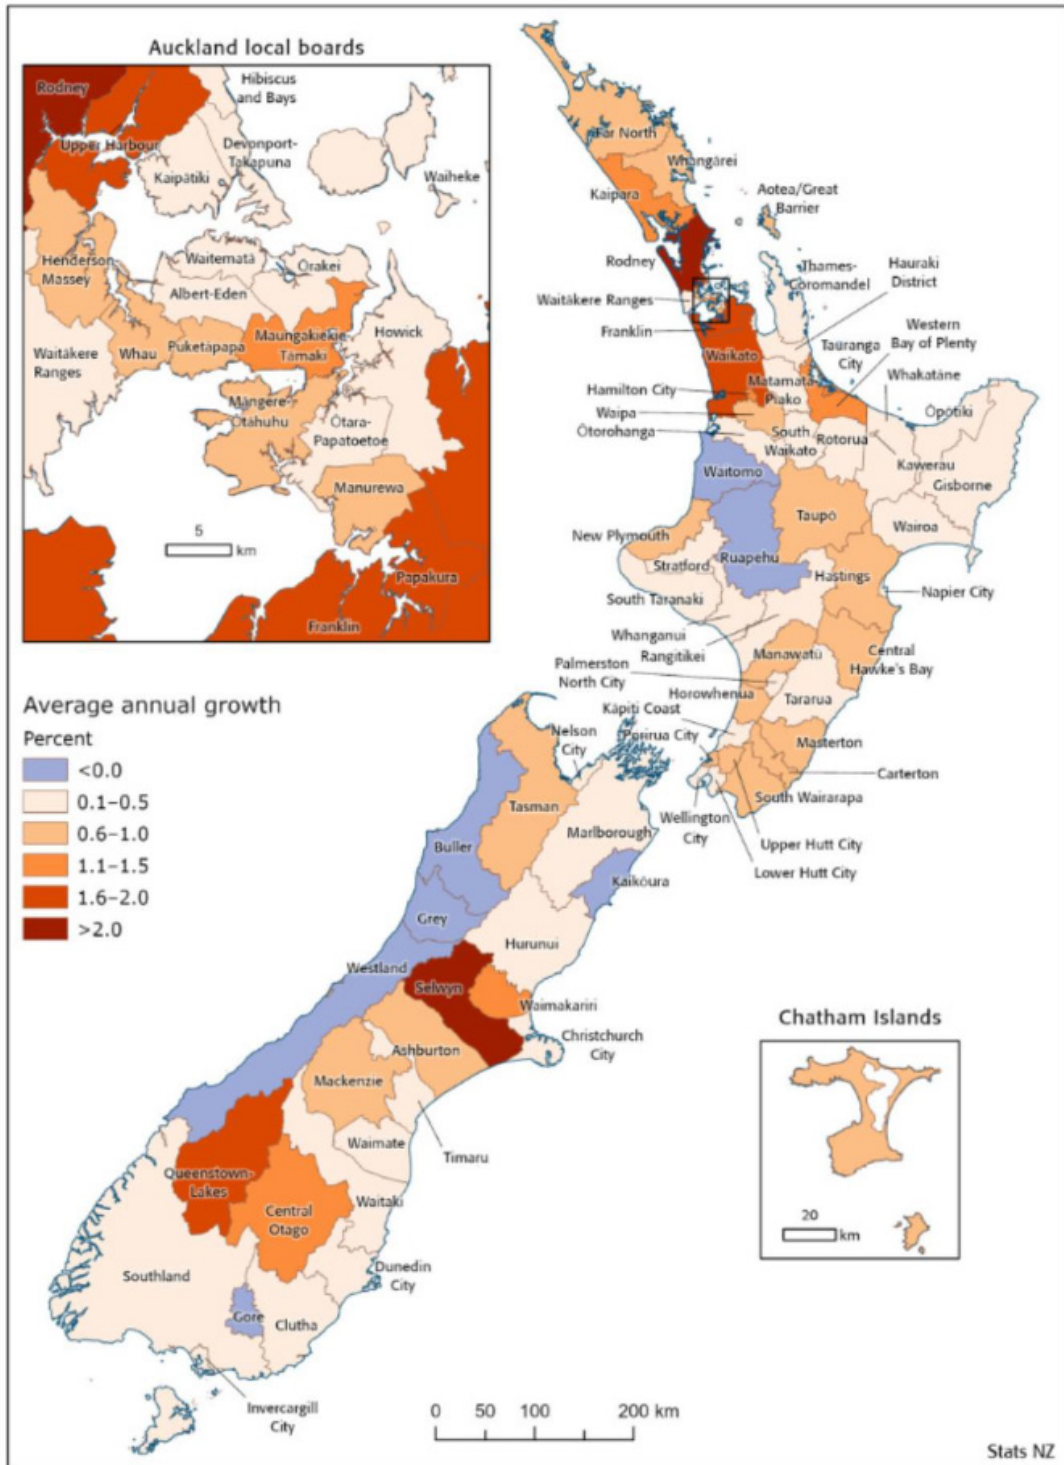 Auckland local boards
Rodney
Hibiscus
and Bays
Upper Harbour
Devonport-
Takapuna
Kaipātiki
Waiheke
Henderson-
Massey
Waitematā
Ōrakei
Albert-Eden
Howick
Waitākere
Ranges
Whau
Puketāpapa
Maungakiekie-
Tāmaki
Māngere-
Ōtāhuhu
Ōtara-
Papatoetoe
Manurewa
5
km
Papakura
Franklin
Far North
Whangārei
Kaipara
Aotea/Great
Barrier
Rodney
Thames-
Coromandel
Hauraki
District
Waitākere Ranges
Franklin
Waikato
Tauranga
City
Western
Bay of Plenty
Hamilton City
Matamata-
Piako
Whakatāne
Waipa
Ōpōtiki
Ōtorohanga
South
Waikato
Rotorua
Kawerau
Gisborne
Waitomo
Taupō
Wairoa
New Plymouth
Ruapehu
Stratford
Hastings
Napier City
South Taranaki
Whanganui
Rangitikei
Manawatū
Central
Hawke's Bay
Palmerston
North City
Horowhenua
Tararua
Kāpiti Coast
Porirua City
Masterton
Carterton
South Wairarapa
Wellington
City
Upper Hutt City
Lower Hutt City
Average annual growth
Percent
<0.0
0.1–0.5
0.6–1.0
1.1–1.5
1.6–2.0
>2.0
Nelson
City
Tasman
Marlborough
Buller
Kaikōura
Grey
Hurunui
Westland
Selwyn
Waimakariri
Christchurch
City
Ashburton
Mackenzie
Waimate
Timaru
Queenstown-
Lakes
Waitaki
Central
Otago
Southland
Dunedin
City
Gore
Clutha
Invercargill
City
Chatham Islands
20
km
0 50 100 200 km
Stats NZ